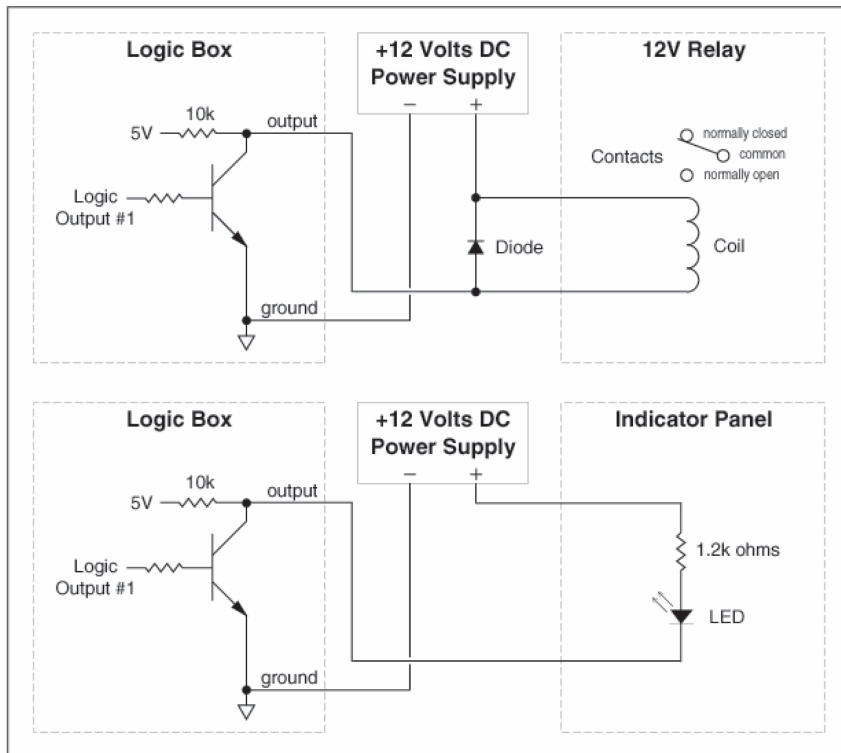 Logic Box
+12 Volts DC
Power Supply
− +
12V Relay
10k
5V
output
Logic
Output #1
ground
Diode
Contacts
normally closed
common
normally open
Coil
Logic Box
+12 Volts DC
Power Supply
− +
Indicator Panel
10k
5V
output
Logic
Output #1
ground
1.2k ohms
LED